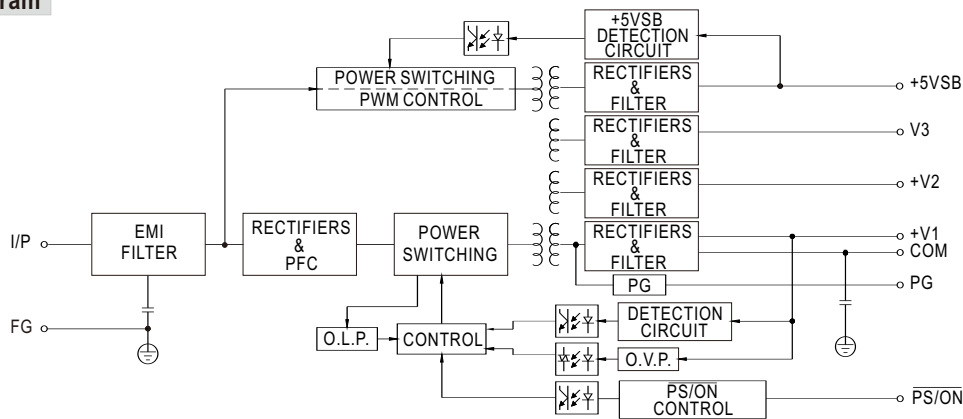 ram
+5VSB
DETECTION
CIRCUIT
POWER SWITCHING
PWM CONTROL
RECTIFIERS
&
FILTER
+5VSB
RECTIFIERS
&
FILTER
V3
RECTIFIERS
&
FILTER
+V2
I/P
EMI
FILTER
RECTIFIERS
&
PFC
POWER
SWITCHING
RECTIFIERS
&
FILTER
+V1
COM
PG
PG
FG
O.L.P.
CONTROL
DETECTION
CIRCUIT
O.V.P.
PS/ON
CONTROL
PS/ON